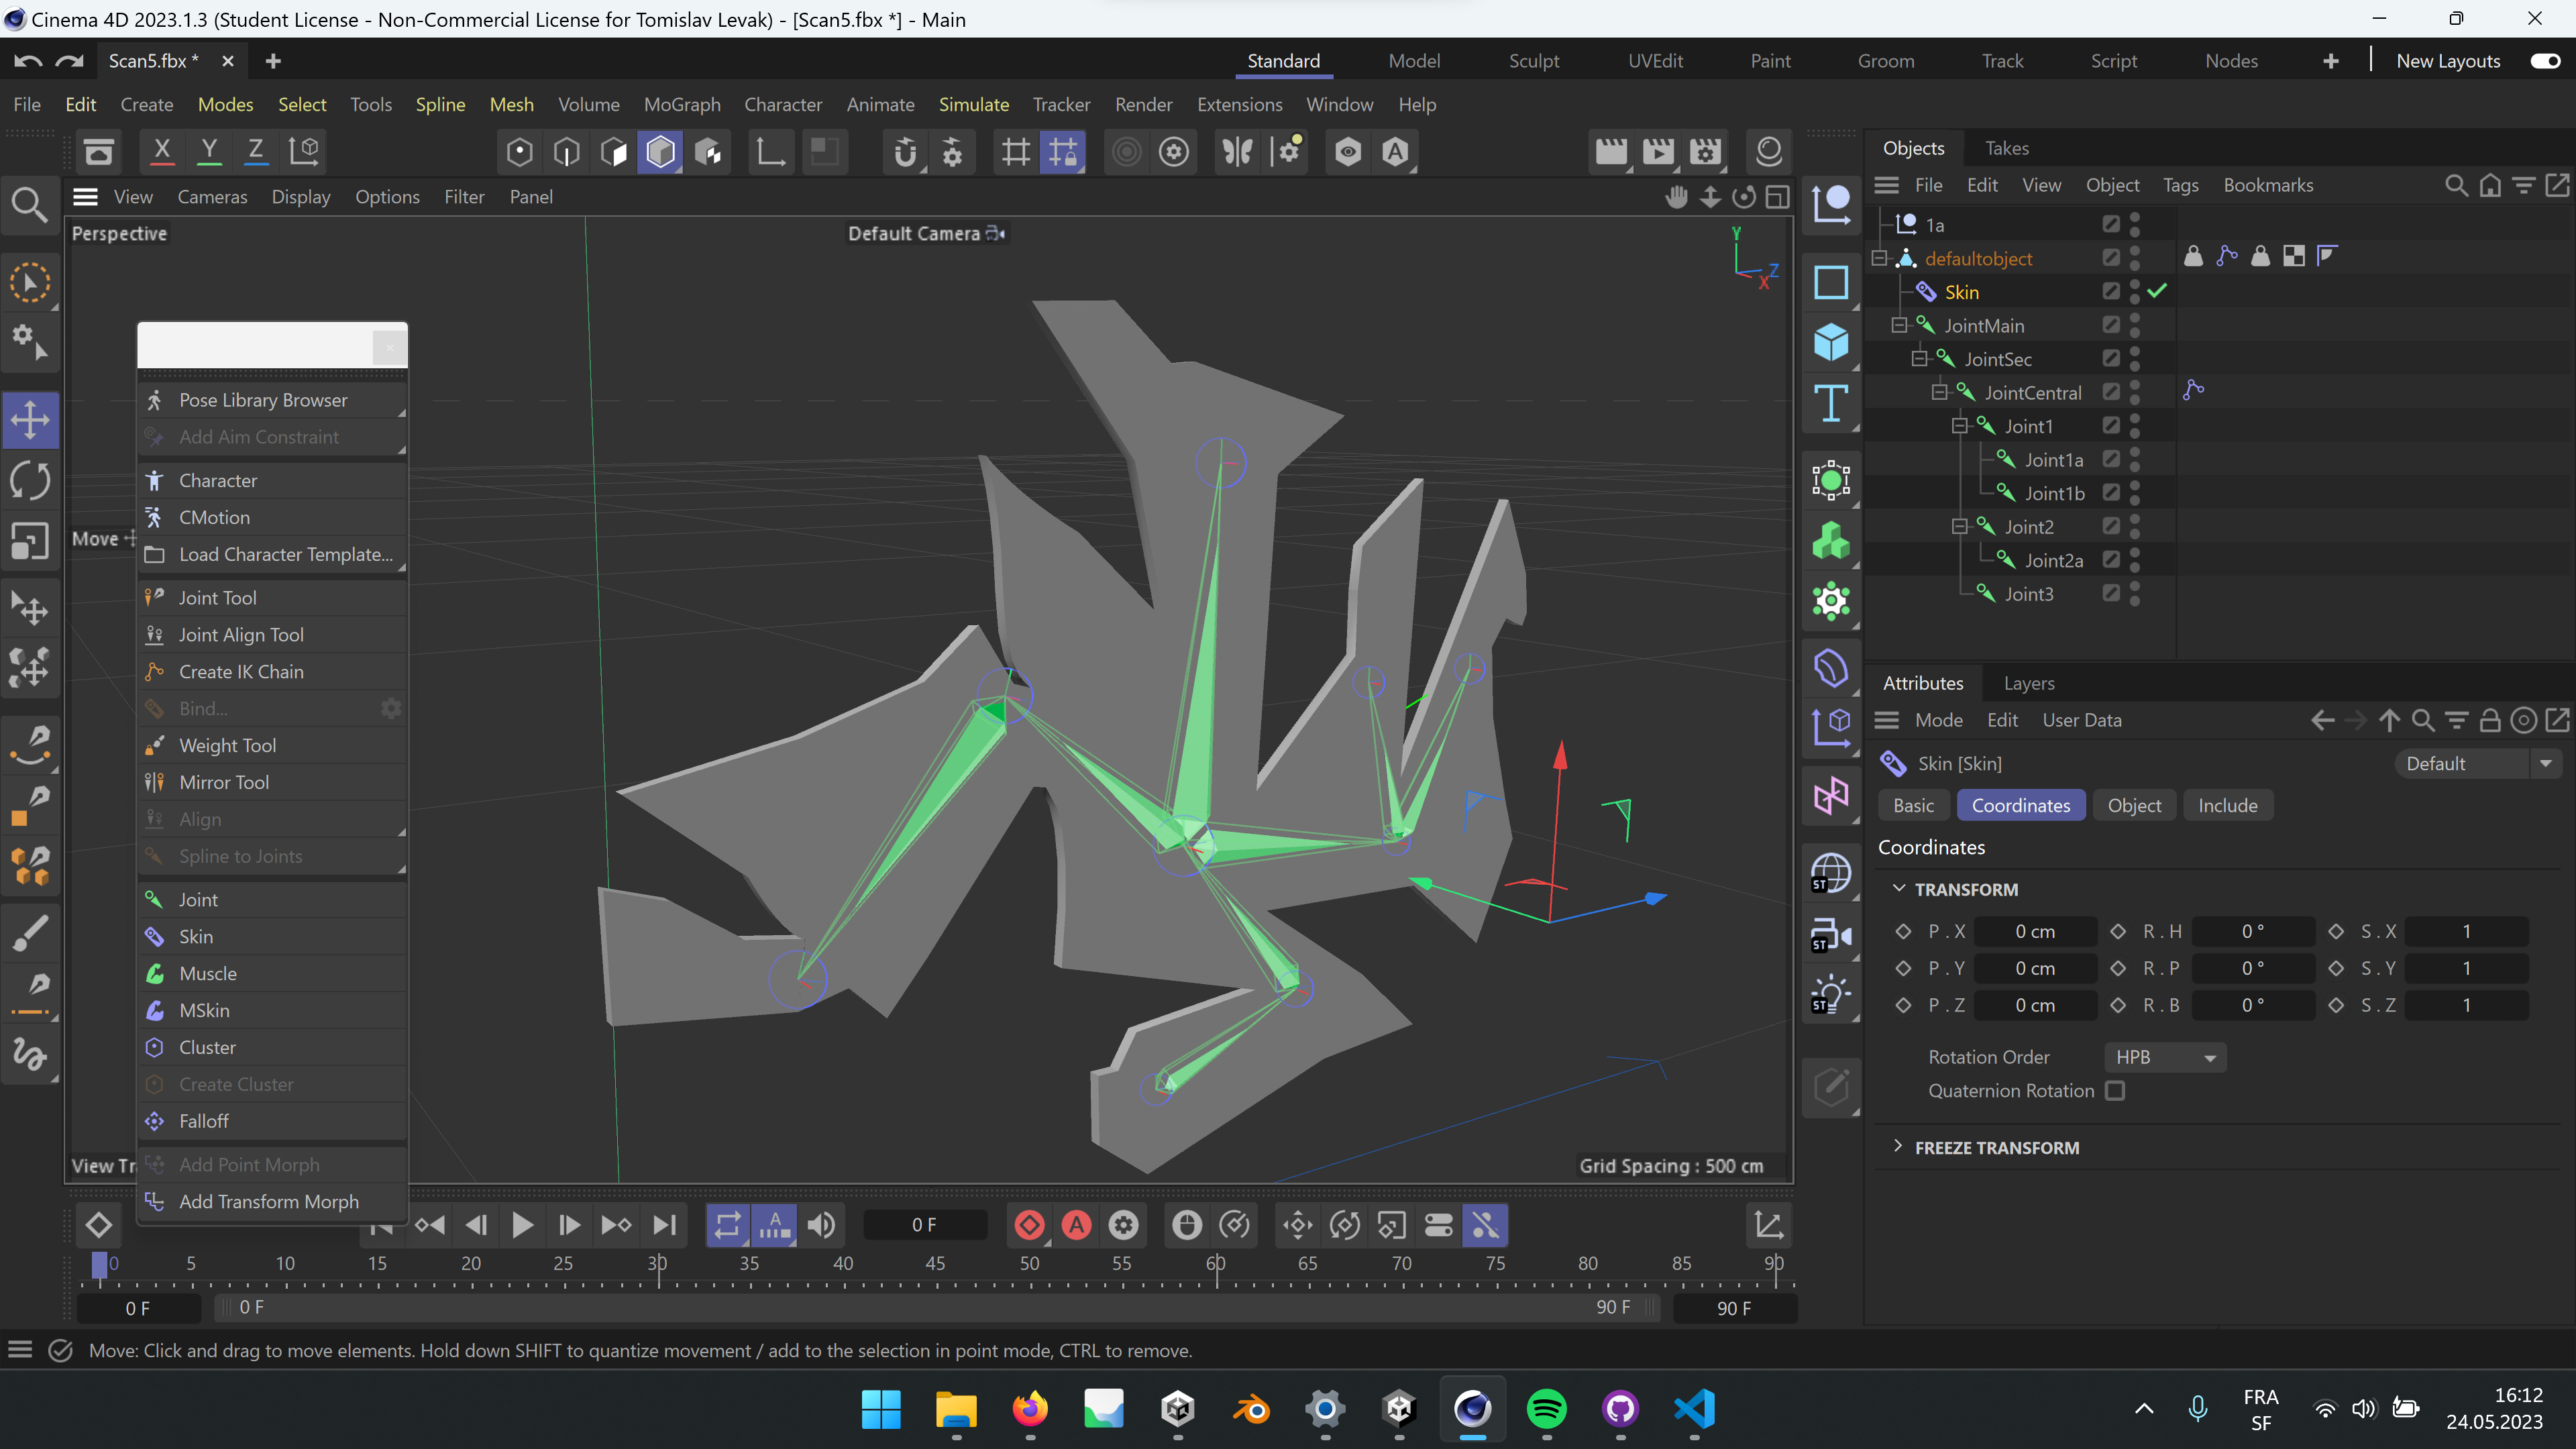 Cinema 4D 2023.1.3 (Student License - Non-Commercial License for Tomislav Levak) - [Scan5.fbx *] - Main
Scan5.fbx *
Standard
Model
Sculpt
UVEdit
Paint
Groom
Track
Script
Nodes
New Layouts
File Edit Create Modes Select Tools Spline Mesh Volume MoGraph Character Animate Simulate Tracker Render Extensions Window Help
X Y Z
A
View Cameras Display Options Filter Panel
Perspective
Default Camera
Y
Z
X
Move
Pose Library Browser
Add Aim Constraint
Character
CMotion
Load Character Template...
Joint Tool
Joint Align Tool
Create IK Chain
Bind...
Weight Tool
Mirror Tool
Align
Spline to Joints
Joint
Skin
Muscle
MSkin
Cluster
Create Cluster
Falloff
Add Point Morph
Add Transform Morph
View Tr
Grid Spacing : 500 cm
T
ST
ST
ST
Objects
Takes
File Edit View Object Tags Bookmarks
1a
defaultobject
Skin
JointMain
JointSec
JointCentral
Joint1
Joint1a
Joint1b
Joint2
Joint2a
Joint3
Attributes
Layers
Mode Edit User Data
Skin [Skin]
Default
Basic
Coordinates
Object
Include
Coordinates
TRANSFORM
P . X 0 cm R . H 0 ° S . X 1
P . Y 0 cm R . P 0 ° S . Y 1
P . Z 0 cm R . B 0 ° S . Z 1
Rotation Order HPB
Quaternion Rotation
FREEZE TRANSFORM
A
0 F
A
0 5 10 15 20 25 30 35 40 45 50 55 60 65 70 75 80 85 90
0 F
0 F
90 F
90 F
Move: Click and drag to move elements. Hold down SHIFT to quantize movement / add to the selection in point mode, CTRL to remove.
FRA
SF
16:12
24.05.2023